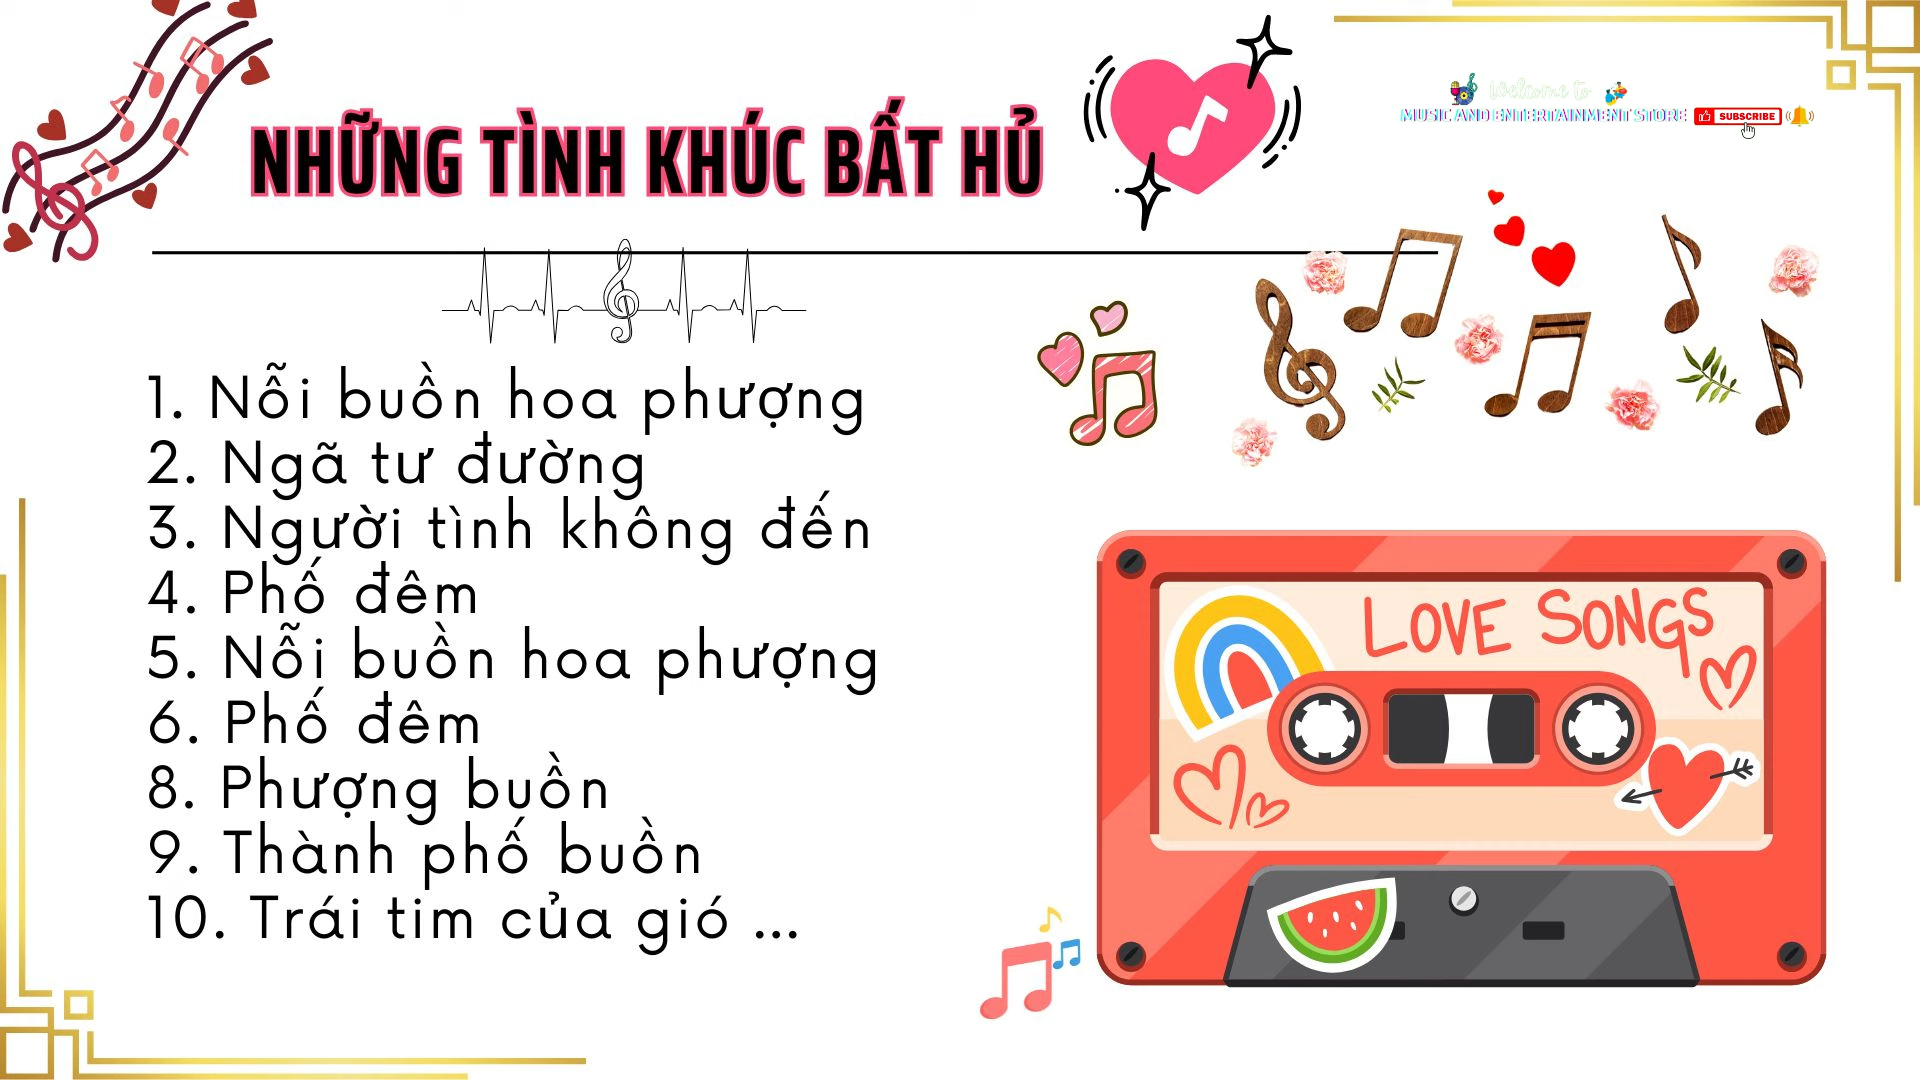 Welcome to
MUSIC AND ENTERTAINMENT STORE
SUBSCRIBE
NHỮNG TÌNH KHÚC BẤT HỦ
1. Nỗi buồn hoa phượng
2. Ngã tư đường
3. Người tình không đến
4. Phố đêm
5. Nỗi buồn hoa phượng
6. Phố đêm
8. Phượng buồn
9. Thành phố buồn
10. Trái tim của gió ...
LOVE SONGS